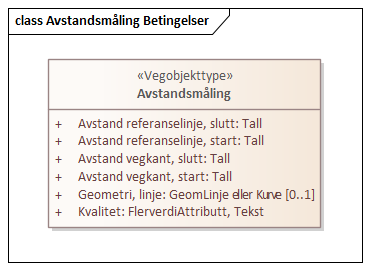 class Avstandsmåling Betingelser
«Vegobjekttype»
Avstandsmåling
+ Avstand referanselinje, slutt: Tall
+ Avstand referanselinje, start: Tall
+ Avstand vegkant, slutt: Tall
+ Avstand vegkant, start: Tall
+ Geometri, linje: GeomLinje eller Kurve [0..1]
+ Kvalitet: FlerverdiAttributt, Tekst